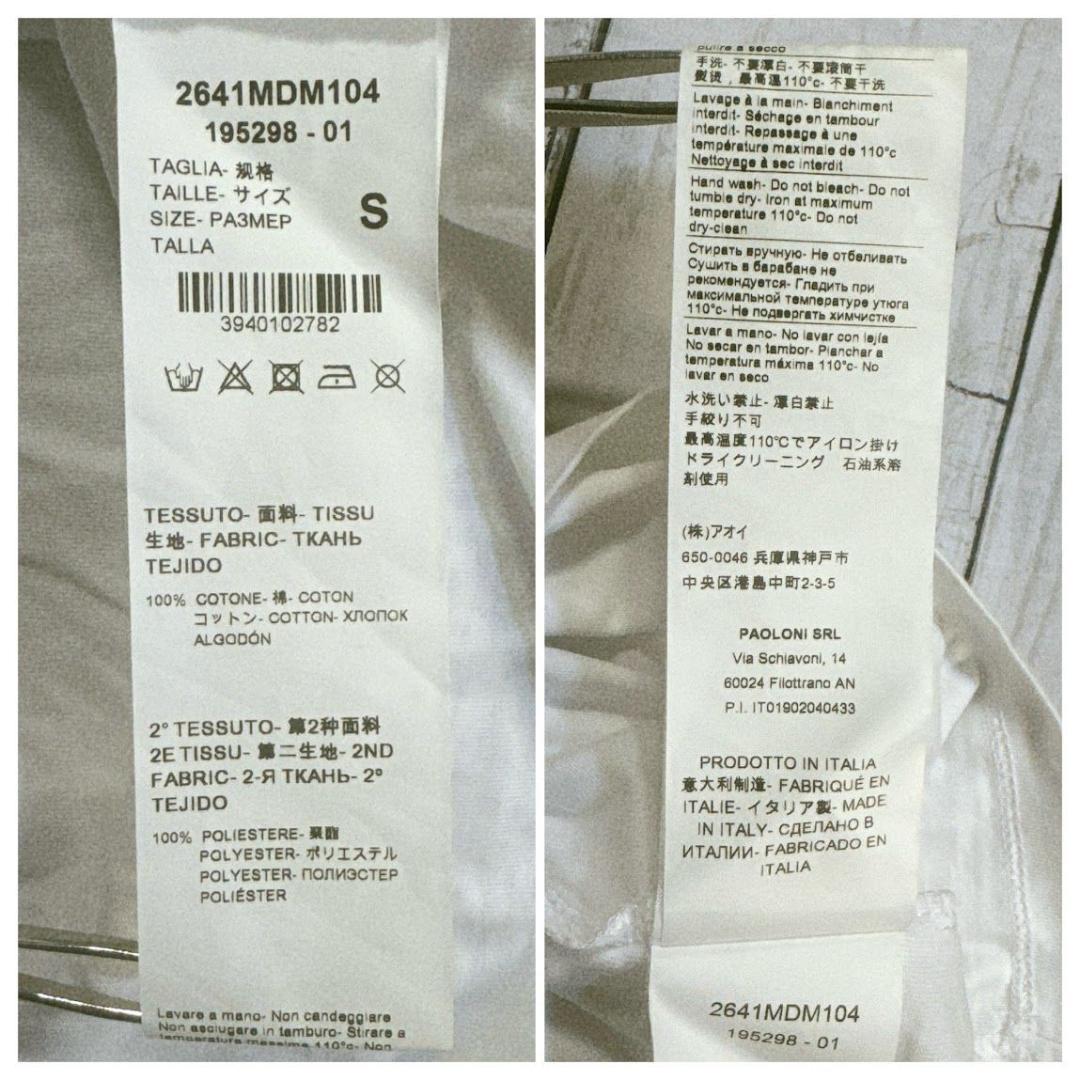 2641MDM104
195298 - 01
TAGLIA- 规格
TAILLE- サイズ
SIZE- РАЗМЕР
TALLA
S
3940102782
TESSUTO- 面料- TISSU
生地- FABRIC- ТКАНЬ
TEJIDO
100% COTONE- 棉- COTON
コットン- COTTON- ХЛОПОК
ALGODÓN
2° TESSUTO- 第2种面料
2E TISSU- 第二生地- 2ND
FABRIC- 2-Я ТКАНЬ- 2°
TEJIDO
100% POLIESTERE- 聚酯
POLYESTER- ポリエステル
POLYESTER- ПОЛИЭСТЕР
POLIÉSTER
Lavare a mano- Non candeggiare
Non asciugare in tamburo- Stirare a
temperatura massima 110°c- Non
pulire a secco
手洗- 不要漂白- 不要滚筒干
熨烫，最高温110°c- 不要干洗
Lavage à la main- Blanchiment
interdit- Séchage en tambour
interdit- Repassage à une
température maximale de 110°c
Nettoyage à sec interdit
Hand wash- Do not bleach- Do not
tumble dry- Iron at maximum
temperature 110°c- Do not
dry-clean
Стирать вручную- Не отбеливать
Сушить в барабане не
рекомендуется- Гладить при
максимальной температуре утюга
110°c- Не подвергать химчистке
Lavar a mano- No lavar con lejía
No secar en tambor- Planchar a
temperatura máxima 110°c- No
lavar en seco
水洗い禁止- 漂白禁止
手絞り不可
最高温度110℃でアイロン掛け
ドライクリーニング 石油系溶
剤使用
(株)アオイ
650-0046 兵庫県神戸市
中央区港島中町2-3-5
PAOLONI SRL
Via Schiavoni, 14
60024 Filottrano AN
P.I. IT01902040433
PRODOTTO IN ITALIA
意大利制造- FABRIQUÉ EN
ITALIE- イタリア製- MADE
IN ITALY- СДЕЛАНО В
ИТАЛИИ- FABRICADO EN
ITALIA
2641MDM104
195298 - 01